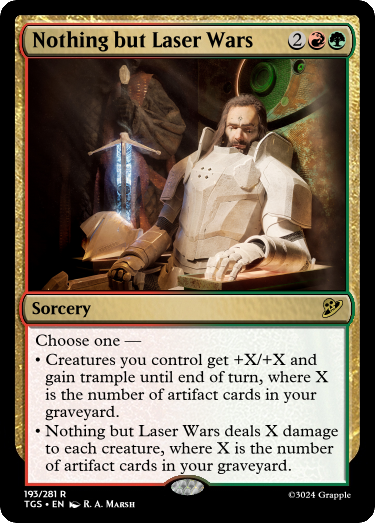 Nothing but Laser Wars 2
Sorcery
Choose one —
• Creatures you control get +X/+X and
gain trample until end of turn, where X
is the number of artifact cards in your
graveyard.
• Nothing but Laser Wars deals X damage
to each creature, where X is the number
of artifact cards in your graveyard.
193/281 R
TGS • EN R. A. Marsh
©3024 Grapple